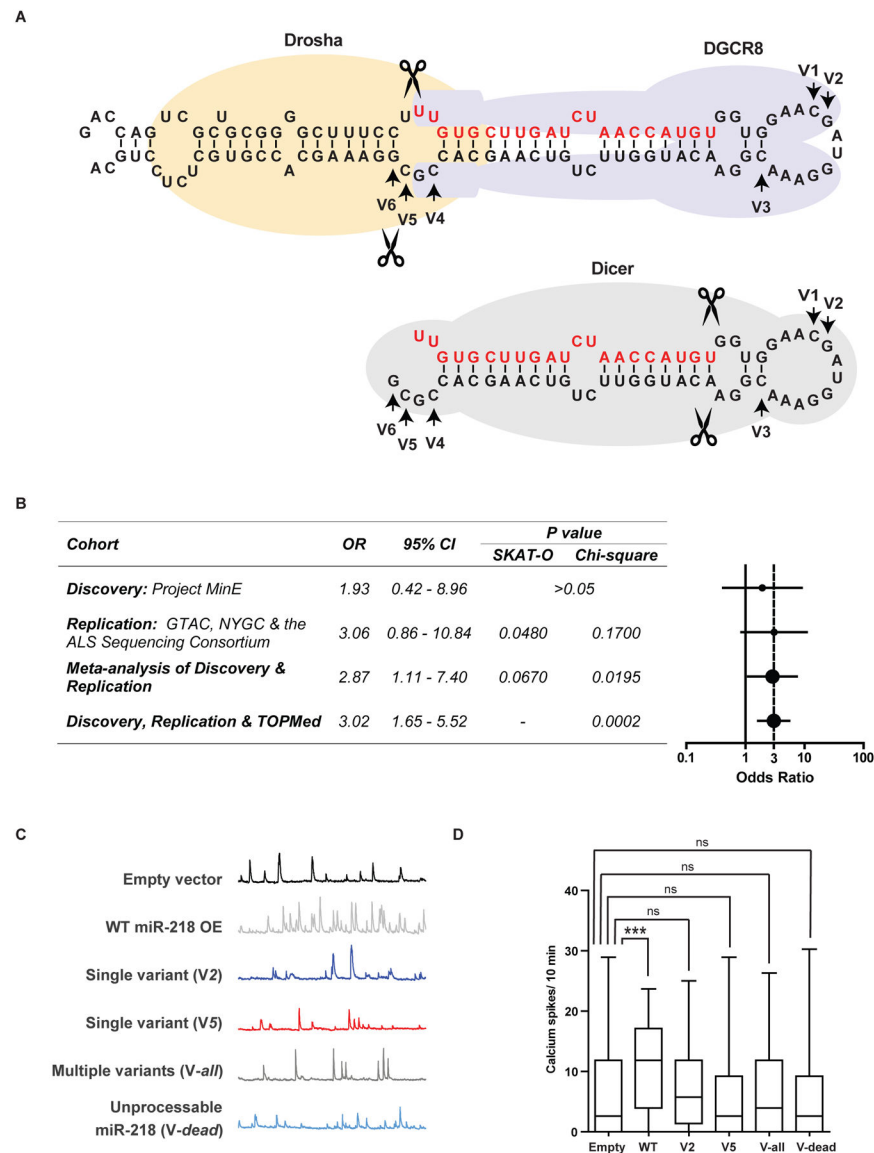 A
Drosha
DGCR8
V1
V2
GACCAGUCUGCGCGGGGCUUUCCUUUGUGCUUGAUCUAACCAUGUGGUGGAACGAUG
ACGUCCUCUCCGUGCCAGAAAGGCGCCACGAACUGUCUUGGUACAAGCAAAG
V6
V5
V4
V3
Dicer
V1
V2
UUGUGCUUGAUCUAACCAUGUGGUGGAACGAUG
GCGCCACGAACUGUCUUGGUACAAGCAAAG
V6
V5
V4
V3
B
Cohort OR 95% CI P value
SKAT-O Chi-square
Discovery: Project MinE 1.93 0.42 - 8.96 >0.05
Replication: GTAC, NYGC & the
ALS Sequencing Consortium 3.06 0.86 - 10.84 0.0480 0.1700
Meta-analysis of Discovery &
Replication 2.87 1.11 - 7.40 0.0670 0.0195
Discovery, Replication & TOPMed 3.02 1.65 - 5.52 - 0.0002
0.1 1 3 10 100
Odds Ratio
C
Empty vector
WT miR-218 OE
Single variant (V2)
Single variant (V5)
Multiple variants (V-all)
Unprocessable
miR-218 (V-dead)
D
ns
ns
ns
ns
***
Calcium spikes/ 10 min
40
30
20
10
0
Empty WT V2 V5 V-all V-dead